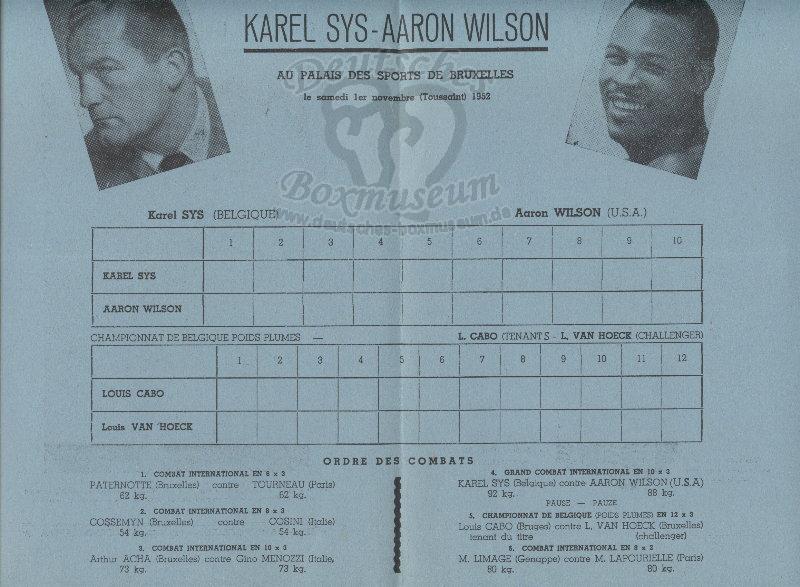 KAREL SYS-AARON WILSON
AU PALAIS DES SPORTS DE BRUXELLES
le samedi 1er novembre (Toussaint) 1952
Deutsches
Boxmuseum
www.deutsches-boxmuseum.de
Karel SYS (BELGIQUE) Aaron WILSON (U.S.A.)
1 2 3 4 5 6 7 8 9 10
KAREL SYS
AARON WILSON
CHAMPIONNAT DE BELGIQUE POIDS PLUMES — L. CABO (TENANTS - L. VAN HOECK (CHALLENGER)
1 2 3 4 5 6 7 8 9 10 11 12
LOUIS CABO
Louis VAN HOECK
ORDRE DES COMBATS
1. COMBAT INTERNATIONAL EN 8 x 3
PATERNOTTE (Bruxelles) contre TOURNEAU (Paris)
62 kg. 62 kg.
2. COMBAT INTERNATIONAL EN 8 x 3
COSSEMYN (Bruxelles) contre COSINI (Italie)
54 kg. 54 kg.
3. COMBAT INTERNATIONAL EN 10 x 3
Arthur ACHA (Bruxelles) contre Gino MENOZZI (Italie,
73 kg. 73 kg.
4. GRAND COMBAT INTERNATIONAL EN 10 x 3
KAREL SYS (Belgique) contre AARON WILSON (U.S.A)
92 kg. 88 kg.
PAUSE — PAUZE
5. CHAMPIONNAT DE BELGIQUE (POIDS PLUMES) EN 12 x 3
Louis CABO (Bruges) contre L. VAN HOECK (Bruxelles)
tenant du titre (challenger)
6. COMBAT INTERNATIONAL EN 8 x 2
M. LIMAGE (Genappe) contre M. LAPOURIELLE (Paris)
80 kg. 80 kg.